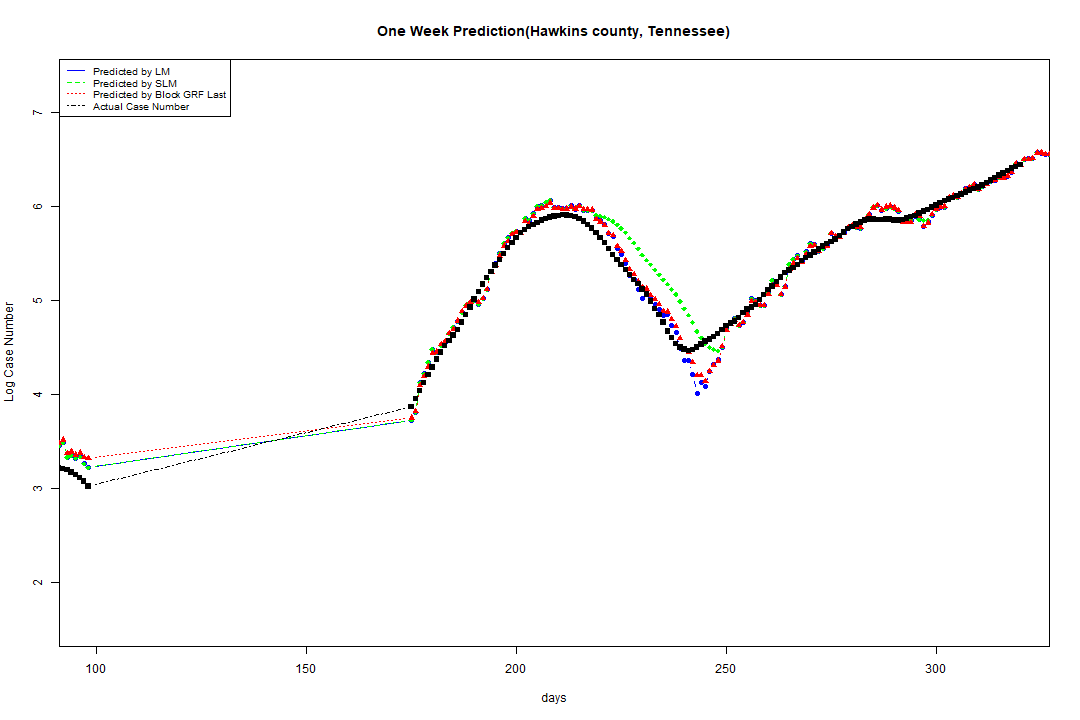 One Week Prediction(Hawkins county, Tennessee)
Predicted by LM
Predicted by SLM
Predicted by Block GRF Last
Actual Case Number
7
6
5
4
3
2
Log Case Number
100 150 200 250 300
days